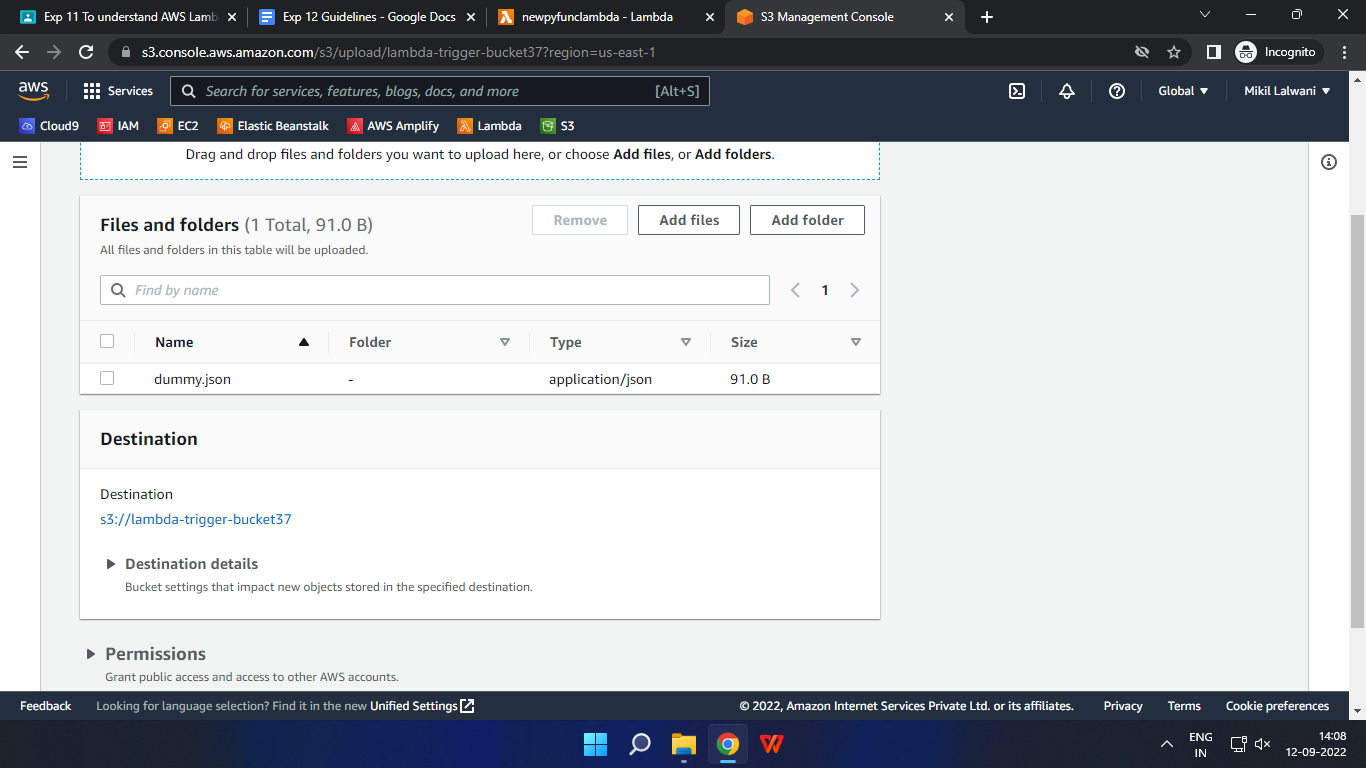 Exp 11 To understand AWS Lamb
Exp 12 Guidelines - Google Docs
newpyfunclambda - Lambda
S3 Management Console
s3.console.aws.amazon.com/s3/upload/lambda-trigger-bucket37?region=us-east-1
Incognito
aws
Services
Search for services, features, blogs, docs, and more
[Alt+S]
Global
Mikil Lalwani
Cloud9
IAM
EC2
Elastic Beanstalk
AWS Amplify
Lambda
S3
Drag and drop files and folders you want to upload here, or choose Add files, or Add folders.
Files and folders (1 Total, 91.0 B)
Remove
Add files
Add folder
All files and folders in this table will be uploaded.
Find by name
1
Name
Folder
Type
Size
dummy.json
-
application/json
91.0 B
Destination
Destination
s3://lambda-trigger-bucket37
Destination details
Bucket settings that impact new objects stored in the specified destination.
Permissions
Grant public access and access to other AWS accounts.
Feedback
Looking for language selection? Find it in the new Unified Settings
© 2022, Amazon Internet Services Private Ltd. or its affiliates.
Privacy
Terms
Cookie preferences
ENG
IN
14:08
12-09-2022